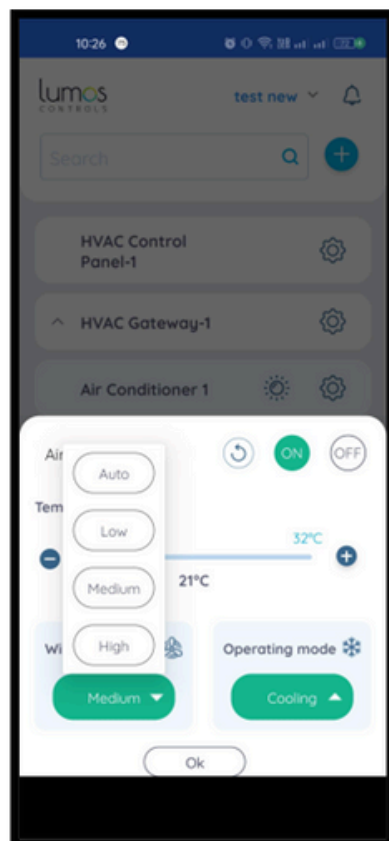 10:26
lumos
CONTROLS
test new
Search
HVAC Control
Panel-1
HVAC Gateway-1
Air Conditioner 1
Air
ON
OFF
Auto
Tem
Low
32°C
Medium
21°C
Wi
High
Operating mode
Medium
Cooling
Ok